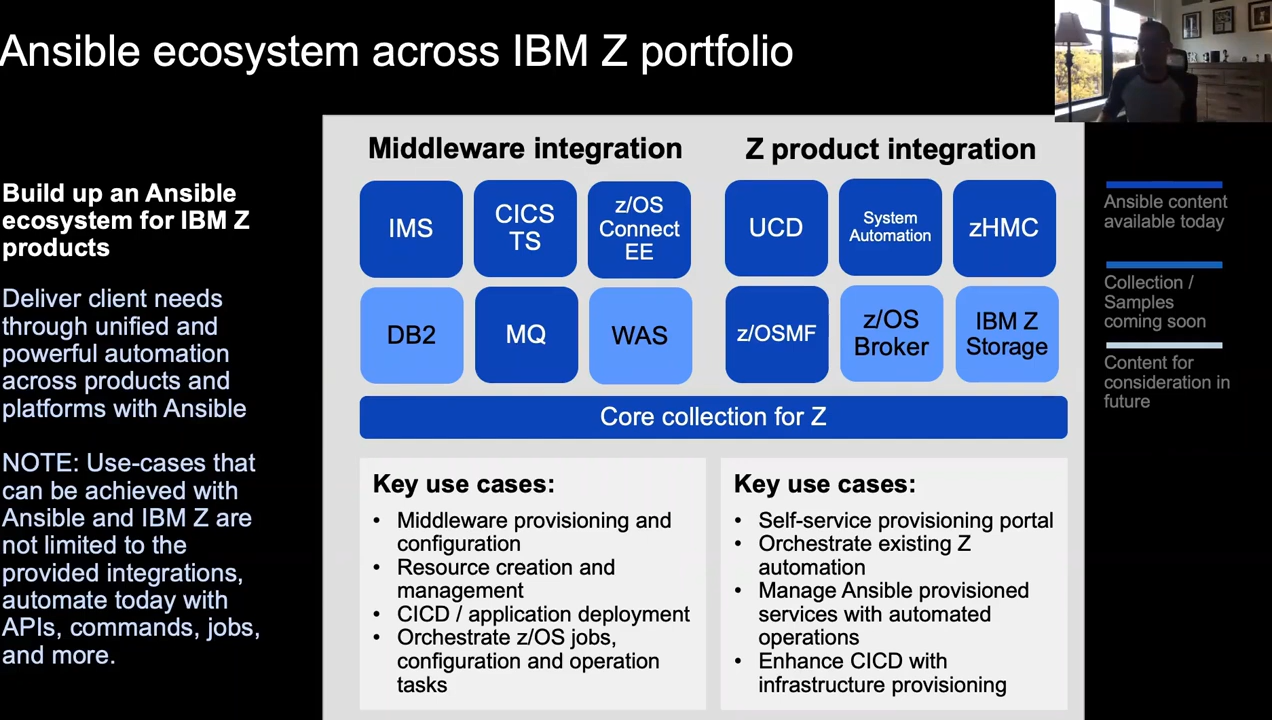 Ansible ecosystem across IBM Z portfolio
Build up an Ansible
ecosystem for IBM Z
products
Deliver client needs
through unified and
powerful automation
across products and
platforms with Ansible
NOTE: Use-cases that
can be achieved with
Ansible and IBM Z are
not limited to the
provided integrations,
automate today with
APIs, commands, jobs,
and more.
Middleware integration
IMS
CICS
TS
z/OS
Connect
EE
DB2
MQ
WAS
Z product integration
UCD
System
Automation
zHMC
z/OSMF
z/OS
Broker
IBM Z
Storage
Core collection for Z
Key use cases:
• Middleware provisioning and
configuration
• Resource creation and
management
• CICD / application deployment
• Orchestrate z/OS jobs,
configuration and operation
tasks
Key use cases:
• Self-service provisioning portal
• Orchestrate existing Z
automation
• Manage Ansible provisioned
services with automated
operations
• Enhance CICD with
infrastructure provisioning
Ansible content
available today
Collection /
Samples
coming soon
Content for
consideration in
future